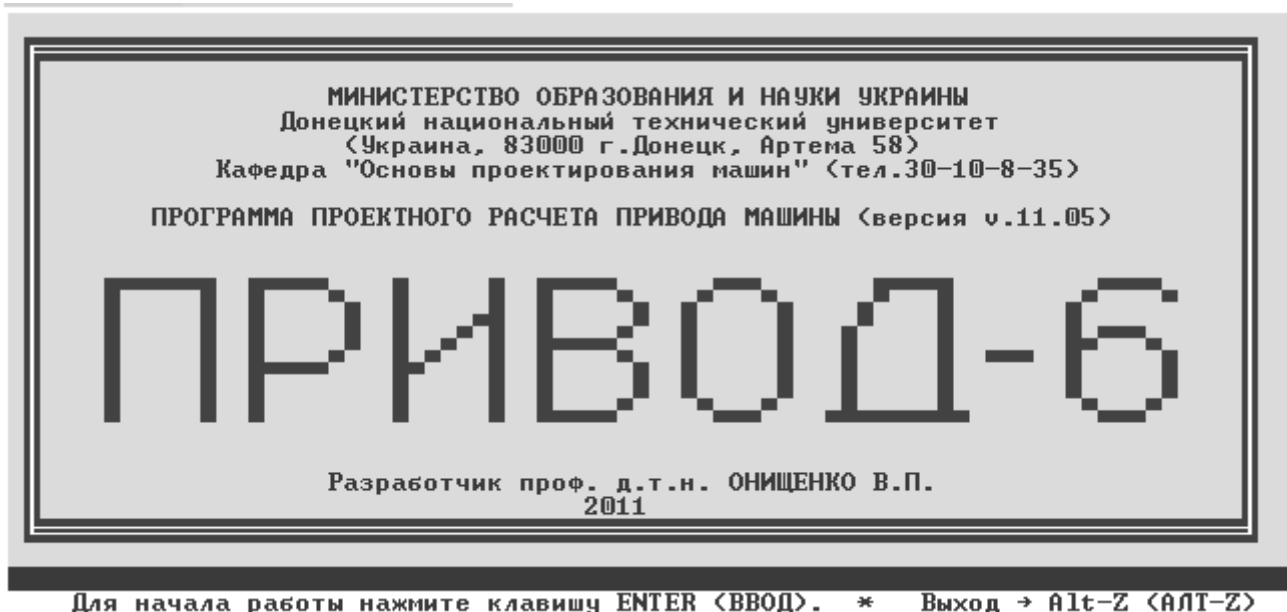 МИНИСТЕРСТВО ОБРАЗОВАНИЯ И НАУКИ УКРАИНЫ
Донецкий национальный технический университет
(Украина, 83000 г.Донецк, Артема 58)
Кафедра "Основы проектирования машин" (тел.30-10-8-35)
ПРОГРАММА ПРОЕКТНОГО РАСЧЕТА ПРИВОДА МАШИНЫ (версия v.11.05)
ПРИВОД-6
Разработчик проф. д.т.н. ОНИЩЕНКО В.П.
2011
Для начала работы нажмите клавишу ENTER (ВВОД). * Выход → Alt-Z (АЛТ-Z)